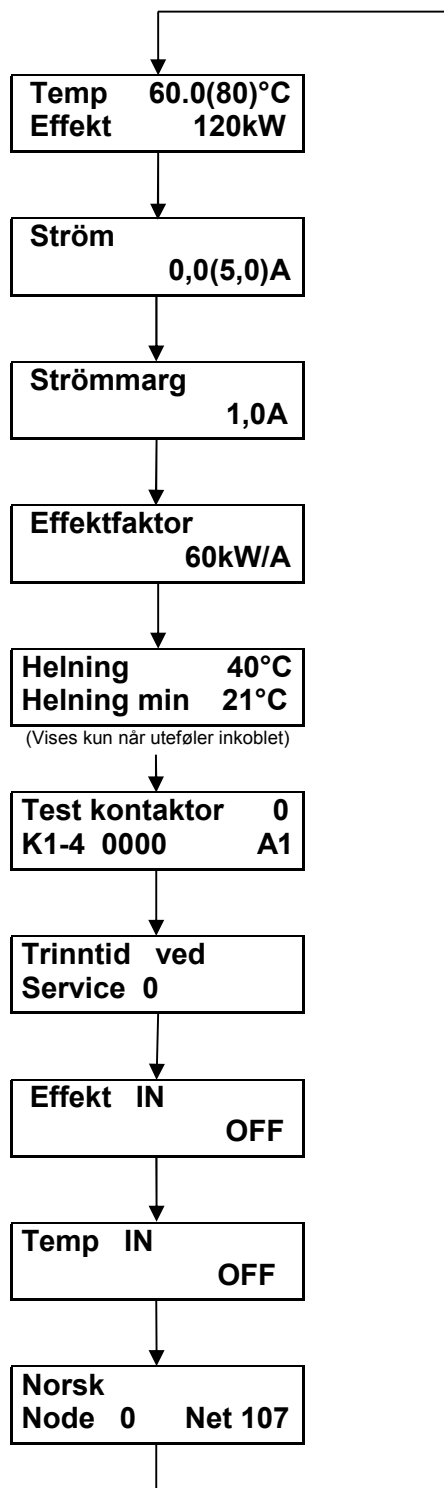 Temp 60.0(80)°C
Effekt 120kW
Ström
0,0(5,0)A
Strömmarg
1,0A
Effektfaktor
60kW/A
Helning 40°C
Helning min 21°C
(Vises kun når uteføler inkoblet)
Test kontaktor 0
K1-4 0000 A1
Trinntid ved
Service 0
Effekt IN
OFF
Temp IN
OFF
Norsk
Node 0 Net 107